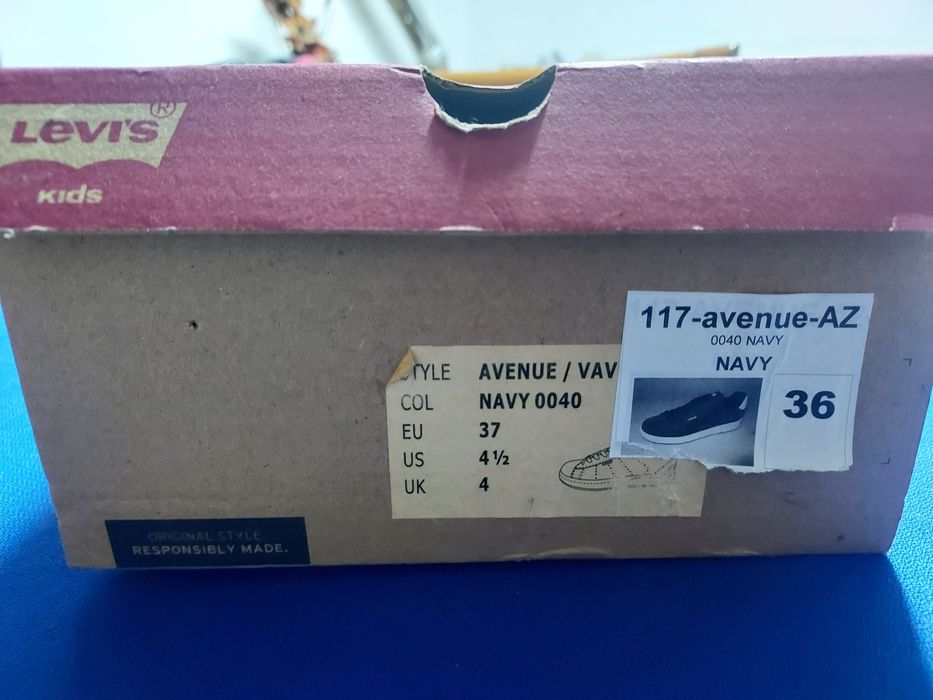 Levi's®
Kids
117-avenue-AZ
0040 NAVY
NAVY
36
STYLE AVENUE / VAV
COL NAVY 0040
EU 37
US 4 ½
UK 4
ORIGINAL STYLE
RESPONSIBLY MADE.